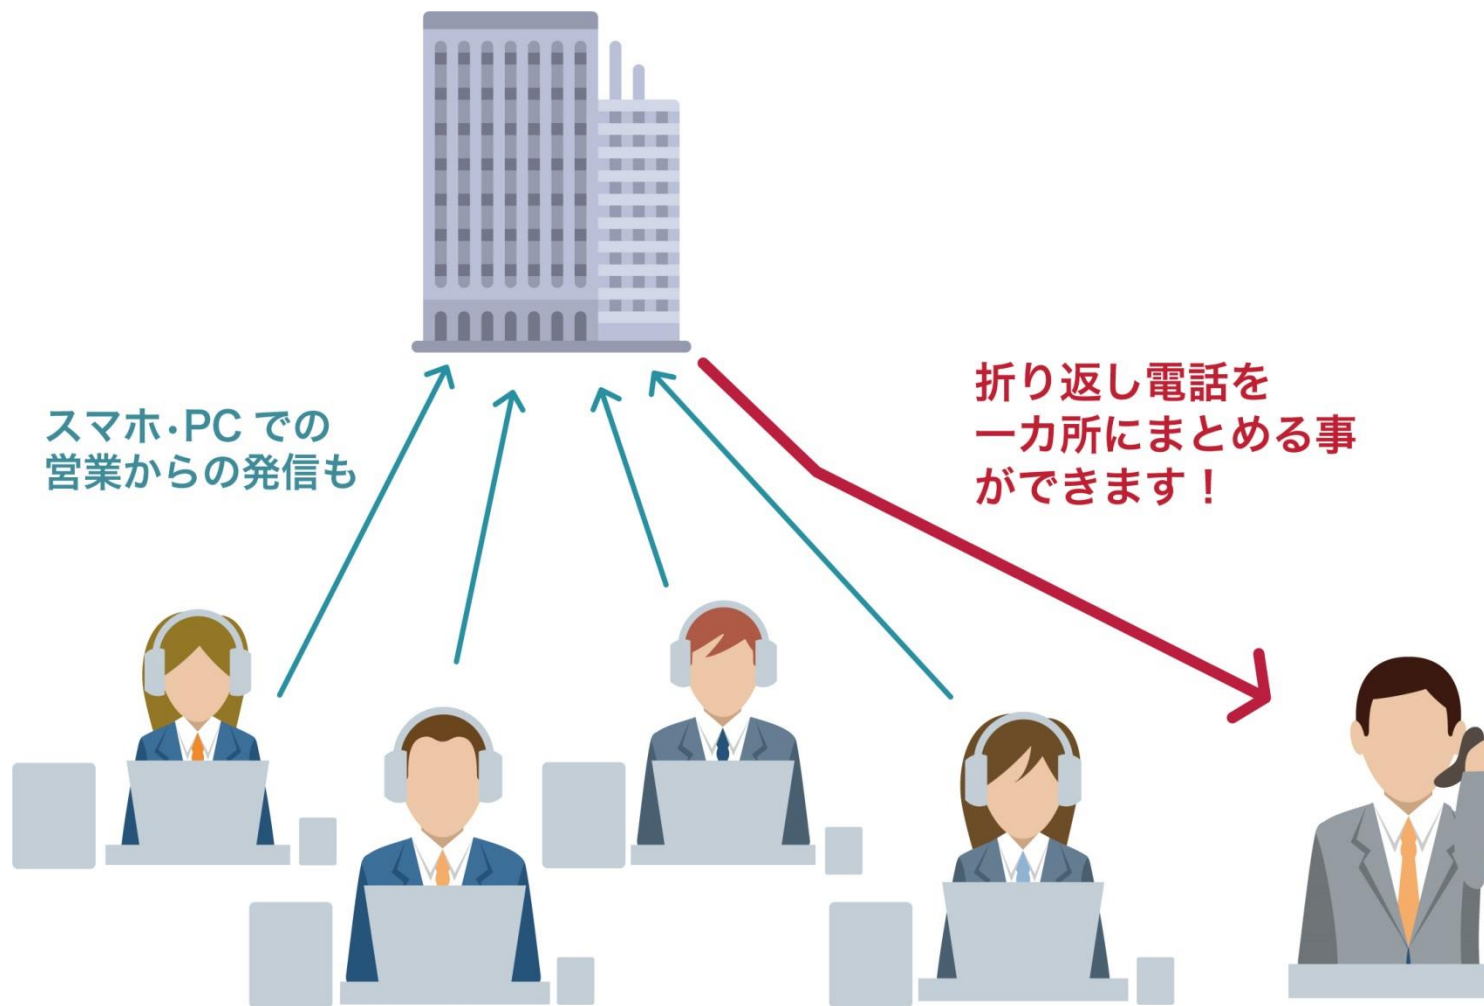 スマホ・PC での
営業からの発信も
折り返し電話を
一カ所にまとめる事
ができます！